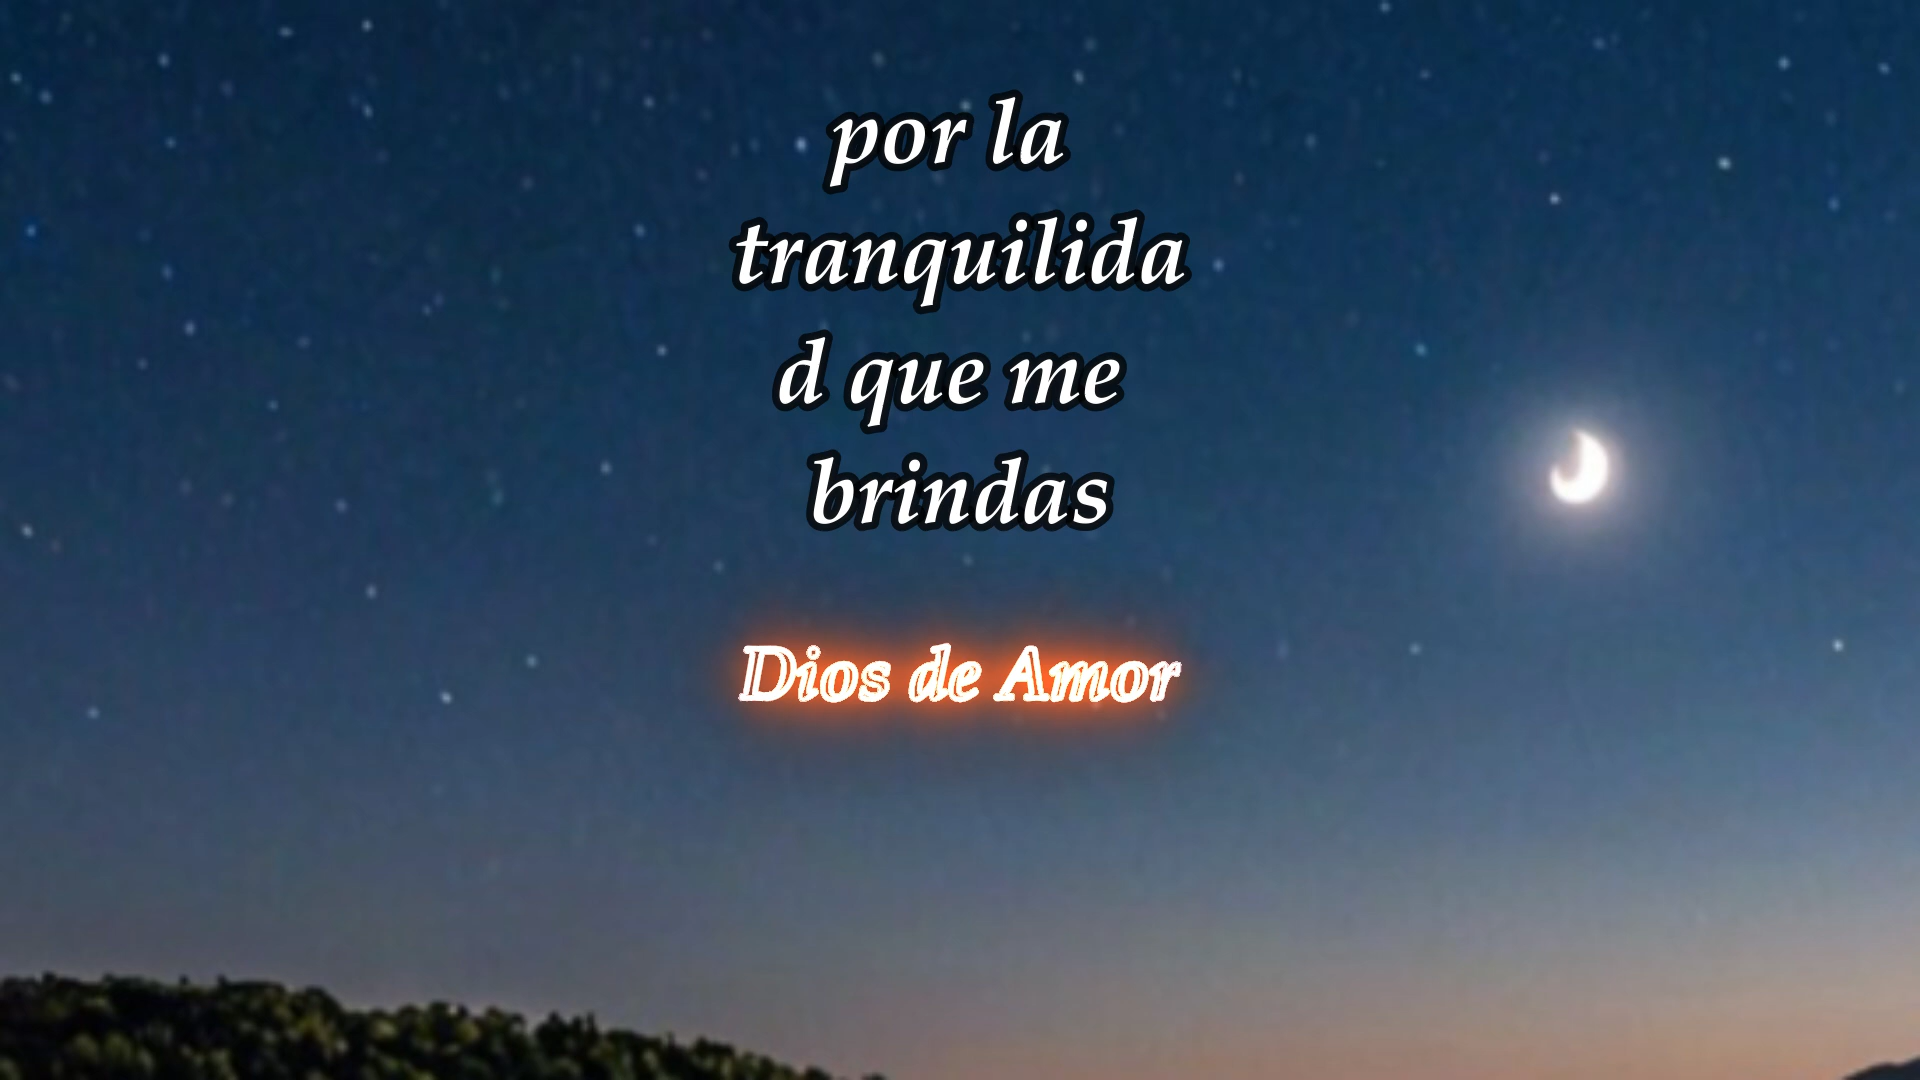 por la
tranquilida
d que me
brindas
Dios de Amor